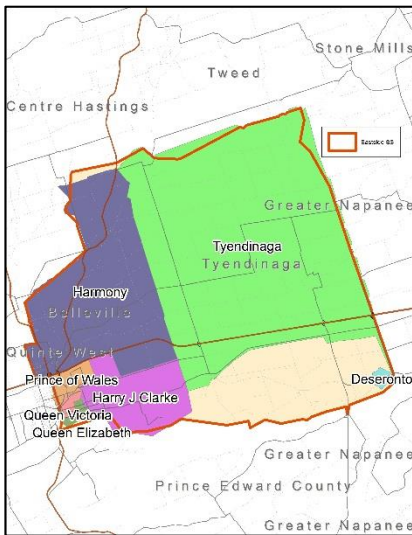 Stone Mills
Tweed
Centre Hastings
Greater Napanee
Tyendinaga
Tyendinaga
Harmony
Belleville
Quinte West
Prince of Wales
Deseronto
Harry J Clarke
Queen Victoria
Queen Elizabeth
Greater Napanee
Prince Edward County
Greater Napanee